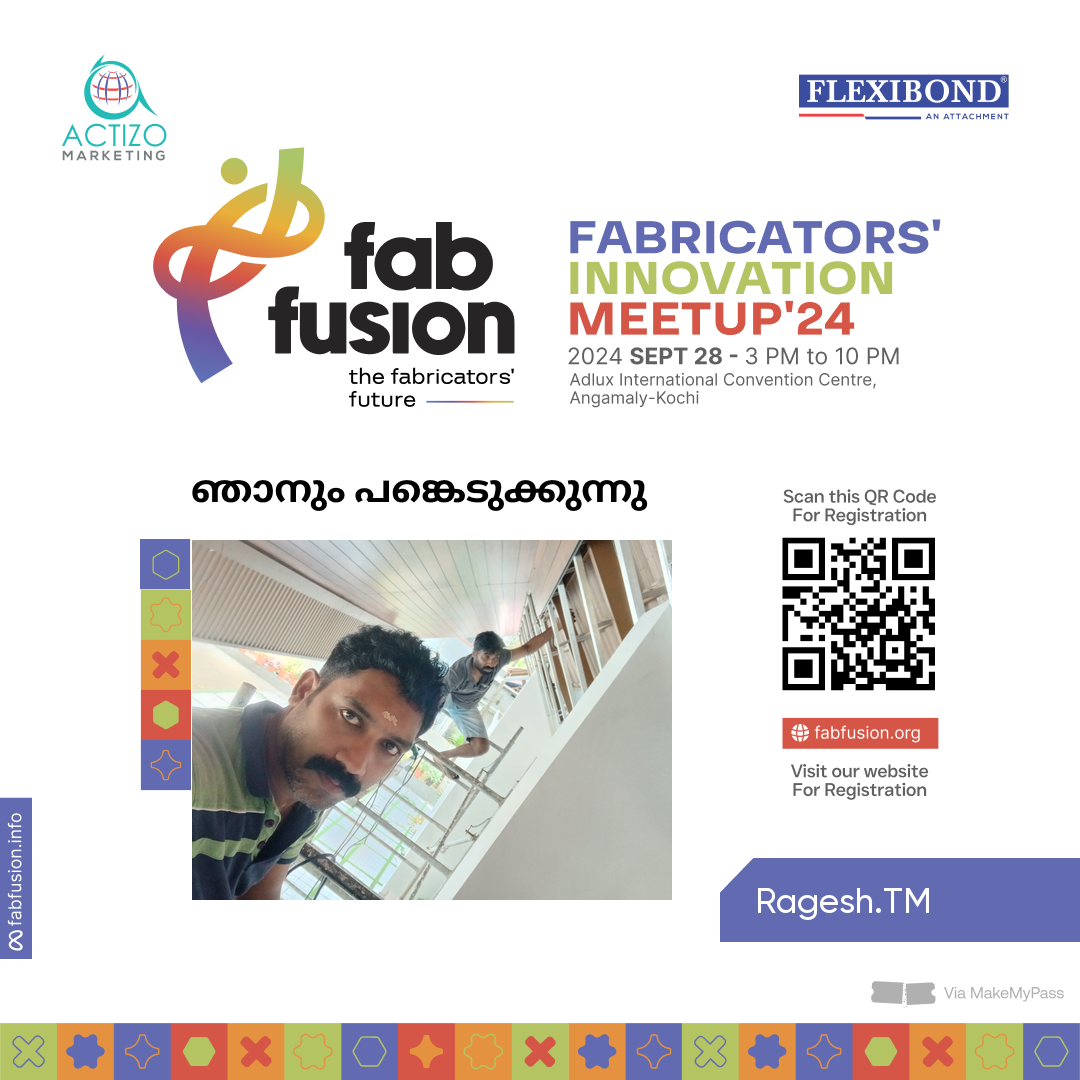 ACTIZO
MARKETING
FLEXIBOND®
AN ATTACHMENT
fab
fusion
the fabricators'
future
FABRICATORS'
INNOVATION
MEETUP'24
2024 SEPT 28 - 3 PM to 10 PM
Adlux International Convention Centre,
Angamaly-Kochi
ഞാനും പങ്കെടുക്കുന്നു
Scan this QR Code
For Registration
fabfusion.org
Visit our website
For Registration
fabfusion.info
Ragesh.TM
Via MakeMyPass